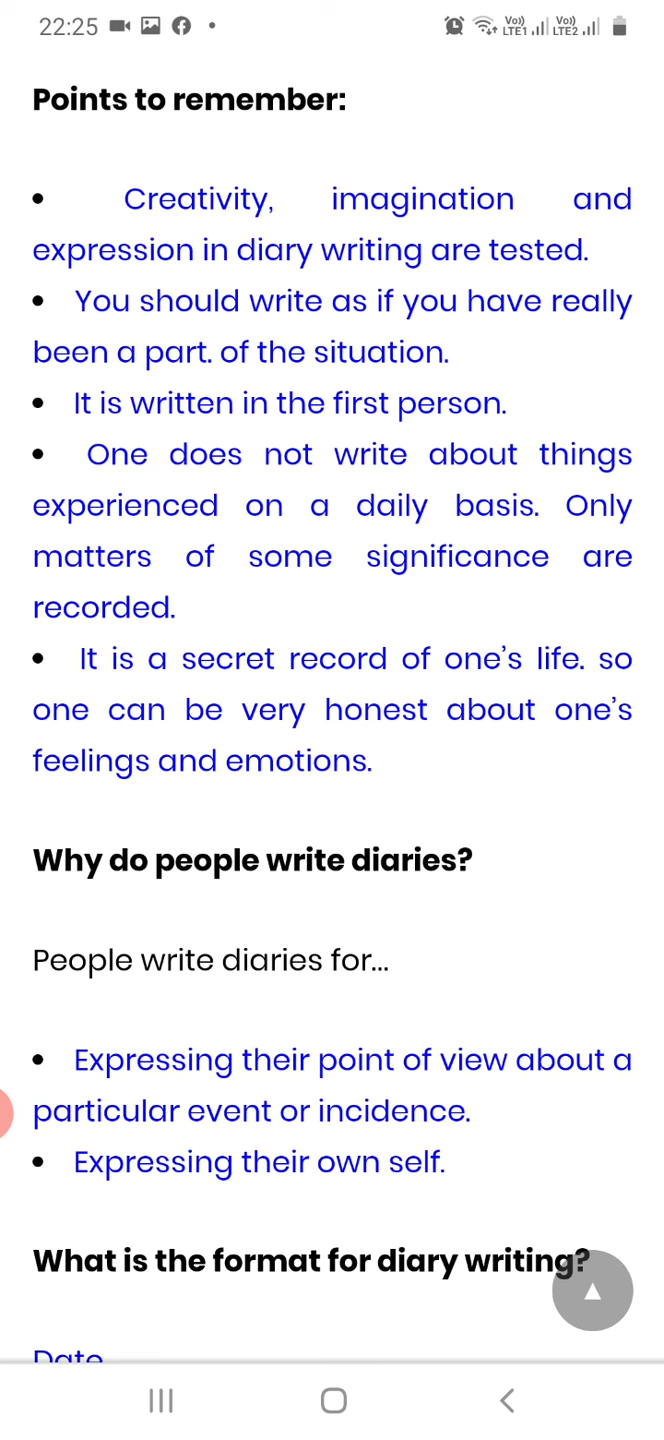 22:25
Vo)) LTE1 Vo)) LTE2
Points to remember:
• Creativity, imagination and
expression in diary writing are tested.
• You should write as if you have really
been a part. of the situation.
• It is written in the first person.
• One does not write about things
experienced on a daily basis. Only
matters of some significance are
recorded.
• It is a secret record of one’s life. so
one can be very honest about one’s
feelings and emotions.
Why do people write diaries?
People write diaries for...
• Expressing their point of view about a
particular event or incidence.
• Expressing their own self.
What is the format for diary writing?
Date